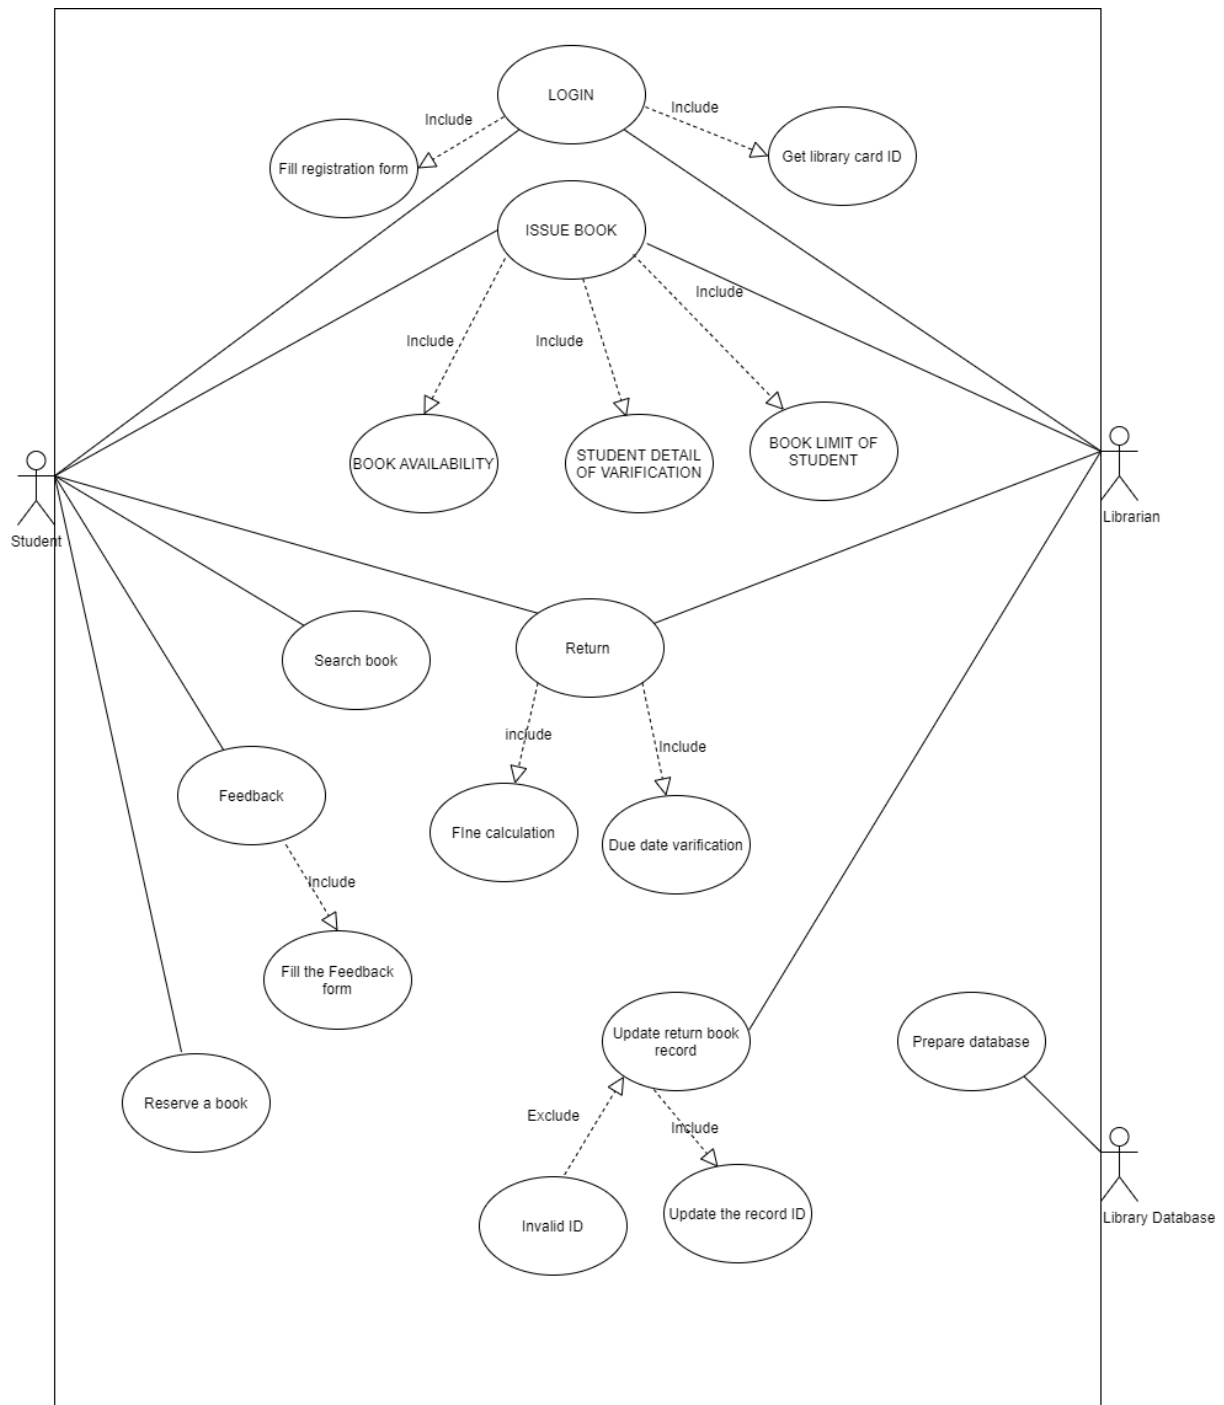 LOGIN
Include
Include
Fill registration form
Get library card ID
ISSUE BOOK
Include
Include
Include
BOOK AVAILABILITY
STUDENT DETAIL
OF VARIFICATION
BOOK LIMIT OF
STUDENT
Student
Librarian
Search book
Return
include
Include
Feedback
FIne calculation
Due date varification
Include
Fill the Feedback
form
Update return book
record
Prepare database
Reserve a book
Exclude
Include
Invalid ID
Update the record ID
Library Database